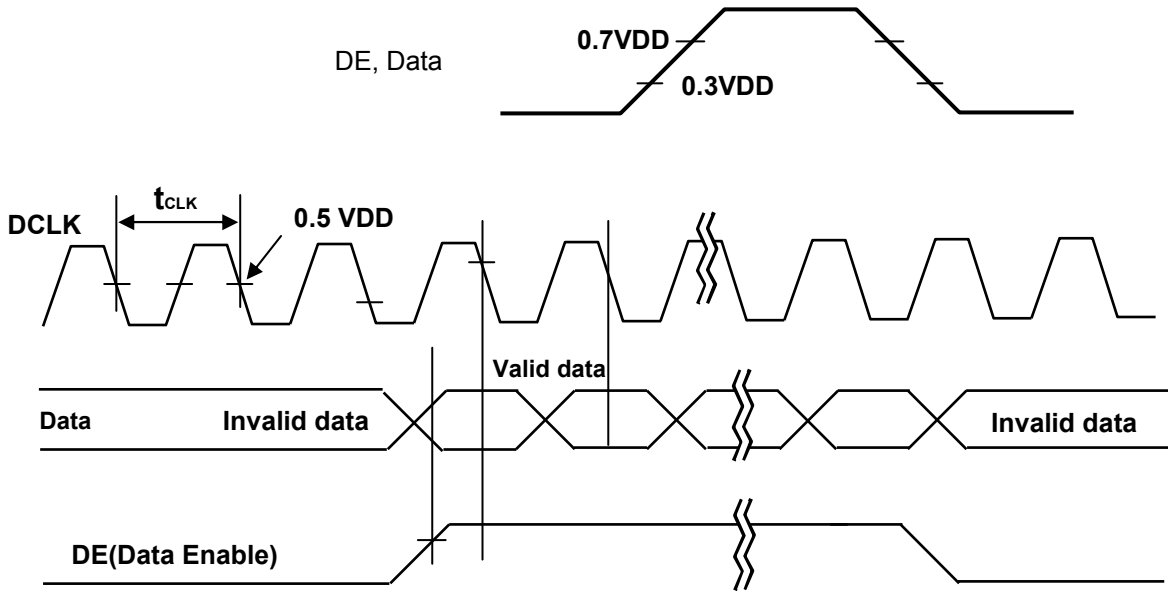 0.7VDD
DE, Data
0.3VDD
tCLK
0.5 VDD
DCLK
Valid data
Data
Invalid data
Invalid data
DE(Data Enable)